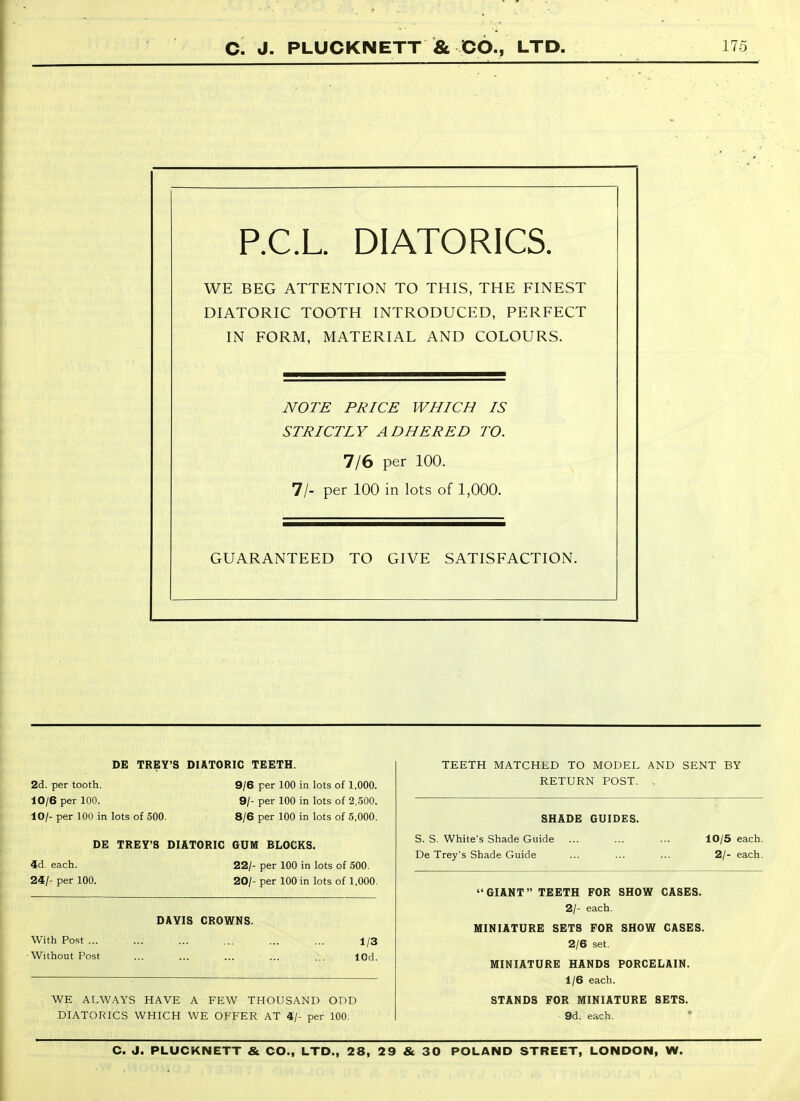 C. J. PLUCKNETT & CO., LTD. 175
P.C.L. DIATORICS.
WE BEG ATTENTION TO THIS, THE FINEST
DIATORIC TOOTH INTRODUCED, PERFECT
IN FORM, MATERIAL AND COLOURS.
NOTE PRICE WHICH IS
STRICTLY ADHERED TO.
7/6 per 100.
7/- per 100 in lots of 1,000.
GUARANTEED TO GIVE SATISFACTION.
DE TREY'S DIATORIC TEETH.
2d. per tooth. 9/6 per 100 in lots of 1,000.
10/6 per 100. 9/- per 100 in lots of 2,500.
10/- per 100 in lots of 500. 8/6 per 100 in lots of 5,000.
DE TREY'S DIATORIC GUM BLOCKS.
4d. each. 22/- per 100 in lots of 500.
24/- per 100. 20/- per 100 in lots of 1,000.
DAVIS CROWNS.
With Post ... ... ... ... ... ... 1/3
Without Post ... ... ... ... ... 10d.
WE ALWAYS HAVE A FEW THOUSAND ODD
DIATORICS WHICH WE OFFER AT 4/- per 100.
TEETH MATCHED TO MODEL AND SENT BY
RETURN POST.
SHADE GUIDES.
S. S. White's Shade Guide ... ... ... 10/5 each.
De Trey's Shade Guide ... ... ... 2/- each.
"GIANT" TEETH FOR SHOW CASES.
2/- each.
MINIATURE SETS FOR SHOW CASES.
2/6 set.
MINIATURE HANDS PORCELAIN.
1/6 each.
STANDS FOR MINIATURE SETS.
9d. each.
C. J. PLUCKNETT & CO., LTD., 28, 29 & 30 POLAND STREET, LONDON, W.